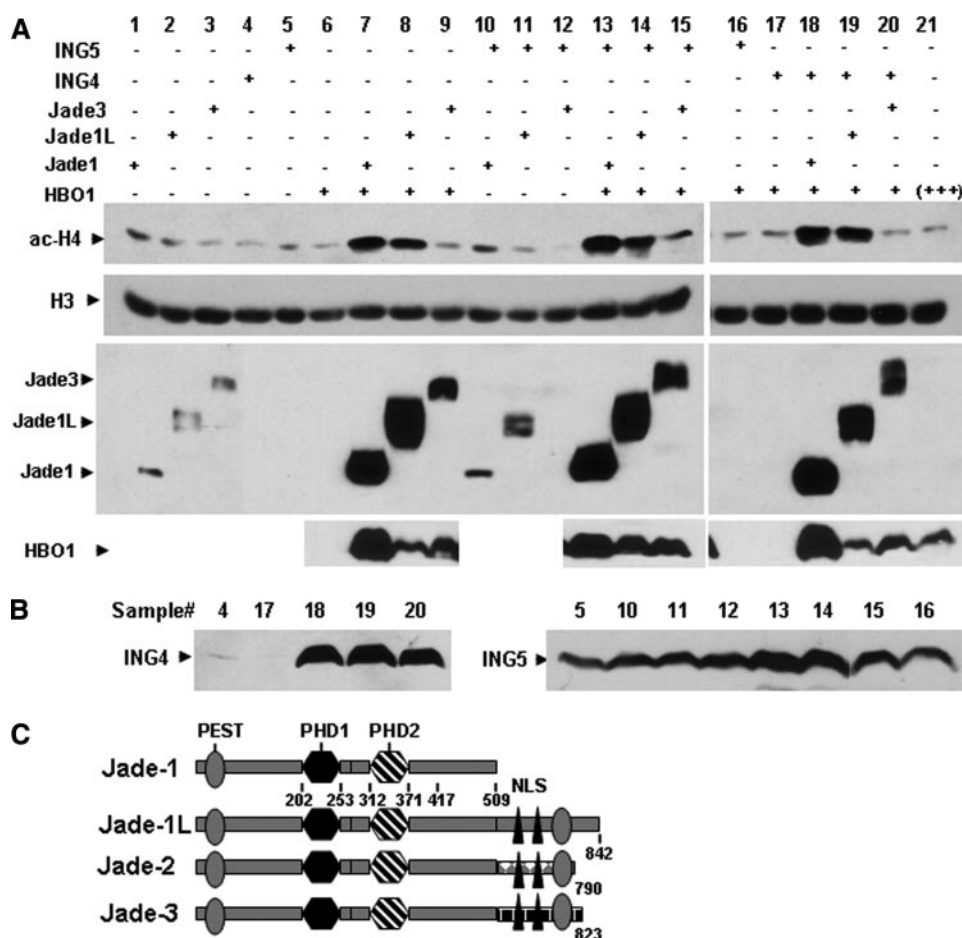 A
1 2 3 4 5 6 7 8 9 10 11 12 13 14 15 16 17 18 19 20 21
ING5 - - - - + - - - - + + + + + + + - - - - -
ING4 - - - + - - - - - - - - - - - - + + + + -
Jade3 - - + - - - - - + - - + - - + - - - - + -
Jade1L - + - - - - - + - - + - - + - - - - + - -
Jade1 + - - - - - + - - + - - + - - - - + - - -
HBO1 - - - - - + + + + - - - + + + + + + + + (+++)
ac-H4
H3
Jade3
Jade1L
Jade1
HBO1
B
Sample# 4 17 18 19 20 5 10 11 12 13 14 15 16
ING4 ING5
C
PEST PHD1 PHD2
Jade-1
202 253 312 371 417 509 NLS
Jade-1L
842
Jade-2
790
Jade-3
823